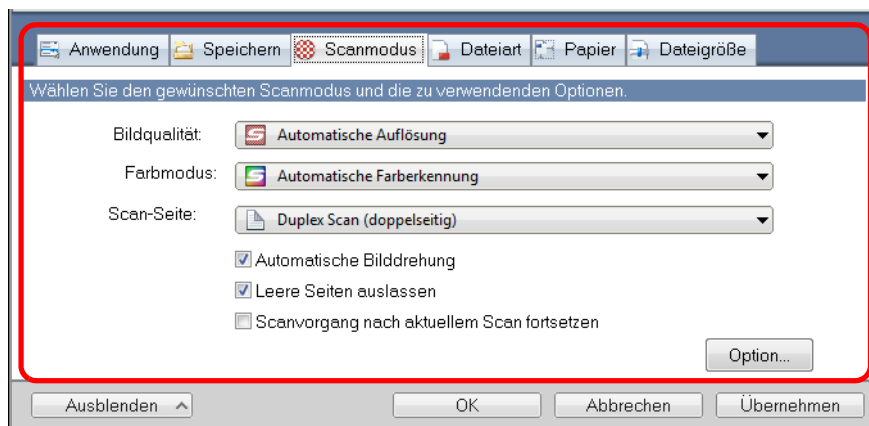 Anwendung Speichern Scanmodus Dateiart Papier Dateigröße
Wählen Sie den gewünschten Scanmodus und die zu verwendenden Optionen.
Bildqualität: Automatische Auflösung
Farbmodus: Automatische Farberkennung
Scan-Seite: Duplex Scan (doppelseitig)
Automatische Bilddrehung
Leere Seiten auslassen
Scanvorgang nach aktuellem Scan fortsetzen
Option...
Ausblenden OK Abbrechen Übernehmen